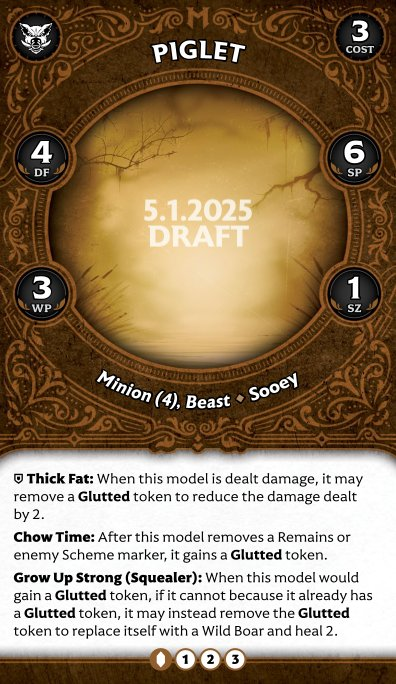 PIGLET
3
COST
4
DF
6
SP
5.1.2025
DRAFT
3
WP
1
SZ
Minion (4), Beast ♦ Sooey
Thick Fat: When this model is dealt damage, it may
remove a Glutted token to reduce the damage dealt
by 2.
Chow Time: After this model removes a Remains or
enemy Scheme marker, it gains a Glutted token.
Grow Up Strong (Squealer): When this model would
gain a Glutted token, if it cannot because it already has
a Glutted token, it may instead remove the Glutted
token to replace itself with a Wild Boar and heal 2.
1 2 3